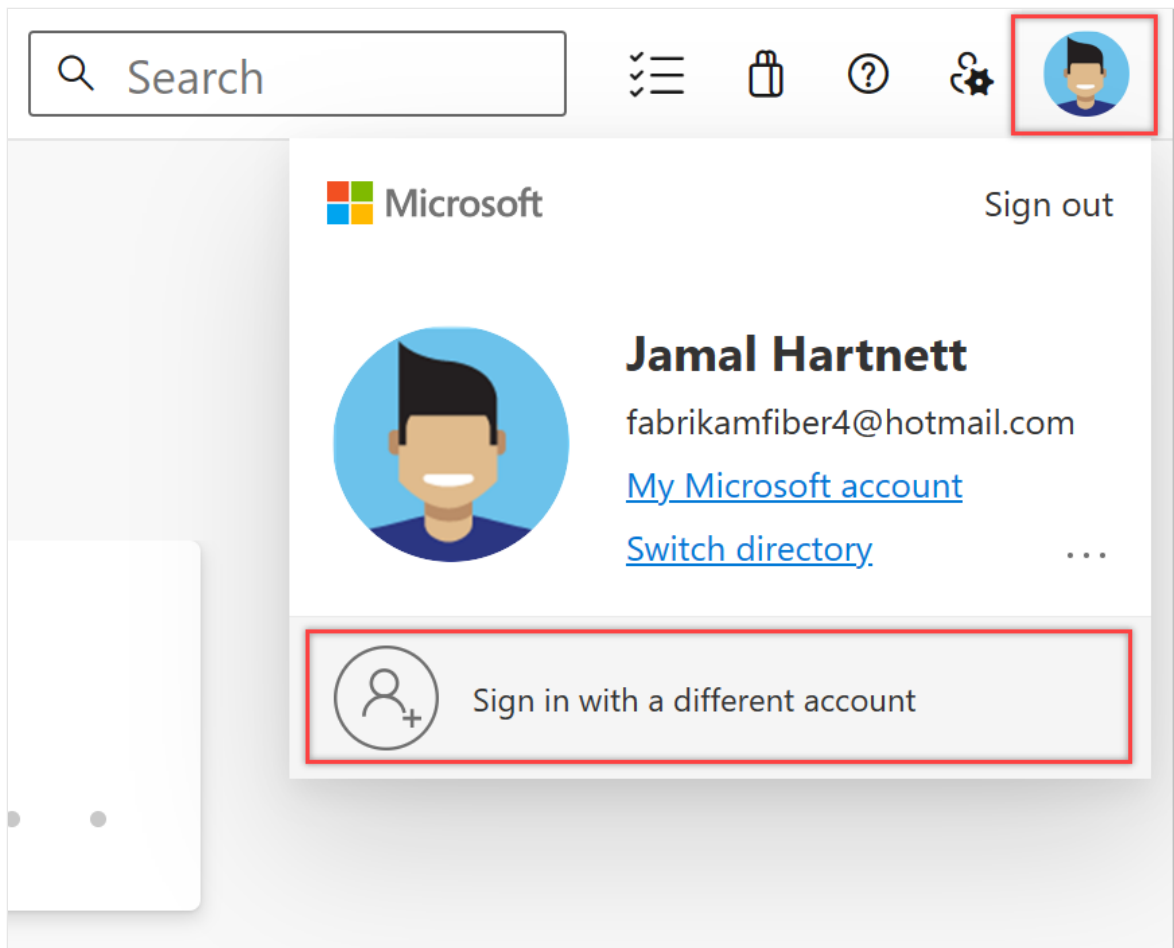 Search
Microsoft
Sign out
Jamal Hartnett
fabrikamfiber4@hotmail.com
My Microsoft account
Switch directory
...
Sign in with a different account